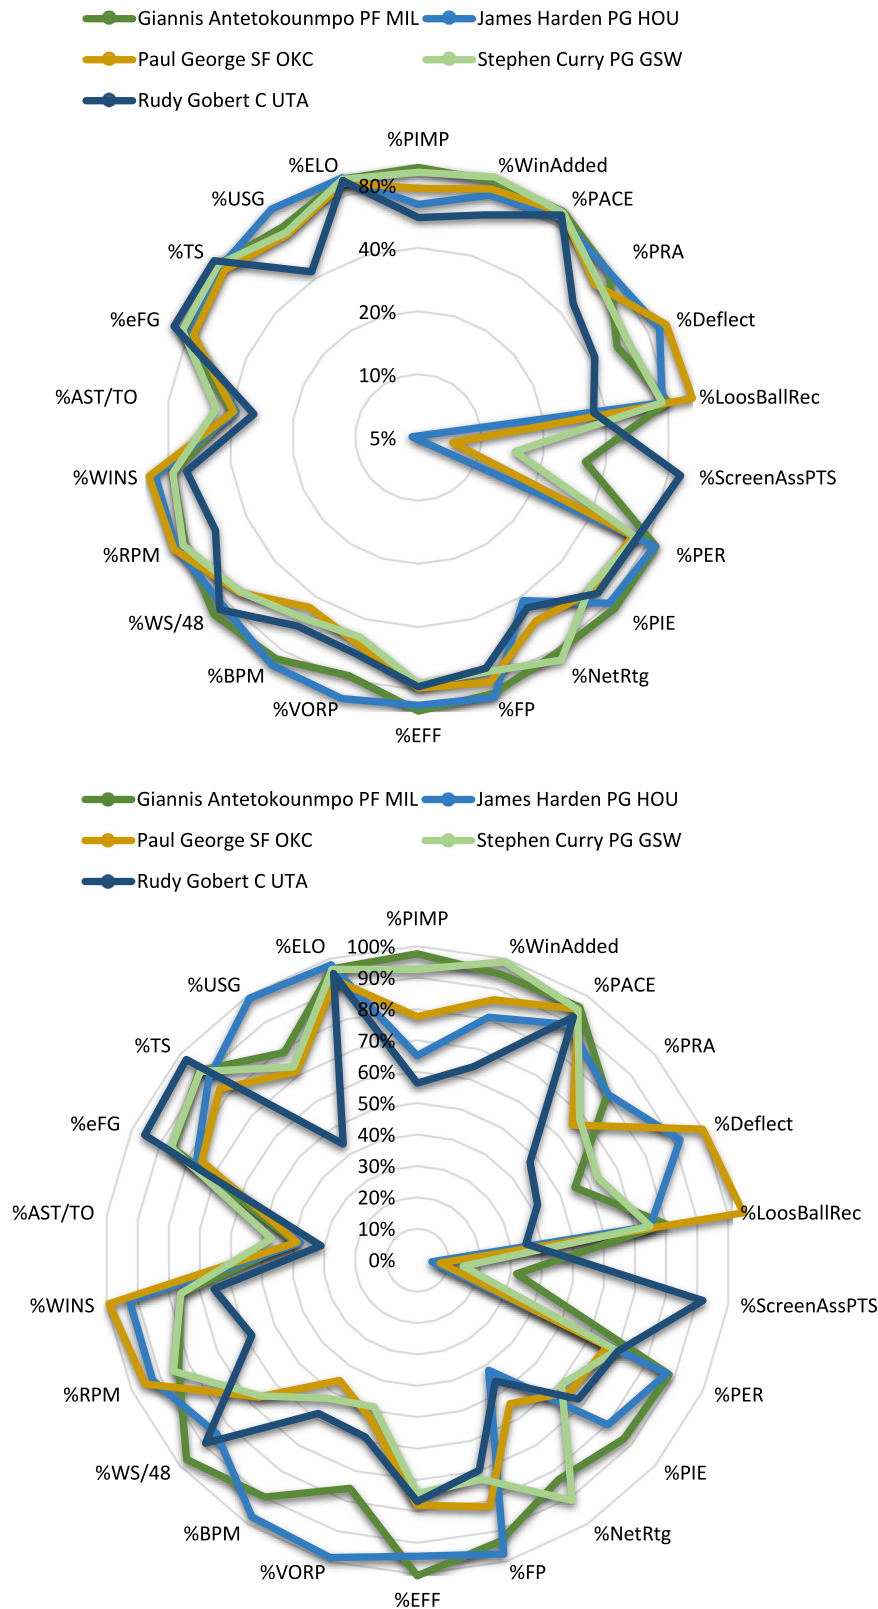 Giannis Antetokounmpo PF MIL James Harden PG HOU
Paul George SF OKC Stephen Curry PG GSW
Rudy Gobert C UTA
%PIMP
%ELO %WinAdded
80%
%USG %PACE
%TS %PRA
40%
%eFG 20% %Deflect
10%
%AST/TO %LoosBallRec
5%
%WINS %ScreenAssPTS
%RPM %PER
%WS/48 %PIE
%BPM %NetRtg
%VORP %FP
%EFF
Giannis Antetokounmpo PF MIL James Harden PG HOU
Paul George SF OKC Stephen Curry PG GSW
Rudy Gobert C UTA
%PIMP
%ELO 100% %WinAdded
90%
%USG %PACE
80%
70%
%TS %PRA
60%
50%
%eFG %Deflect
40%
30%
20%
%AST/TO %LoosBallRec
10%
0%
%WINS %ScreenAssPTS
%RPM %PER
%WS/48 %PIE
%BPM %NetRtg
%VORP %FP
%EFF